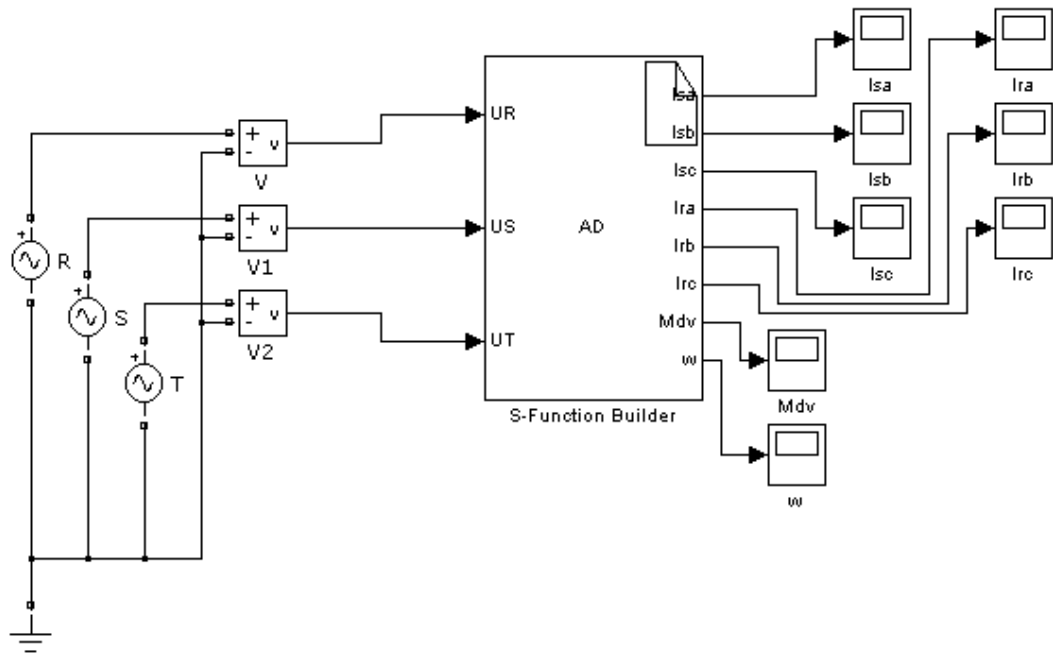 Isa
Ira
UR
Isa
+
-
v
V
Isb
Isb
Irb
Isc
Ira
+
R
+
-
v
V1
US
AD
Irb
Isc
Irc
Irc
+
S
+
-
v
V2
UT
Mdv
w
+
T
S-Function Builder
Mdv
w